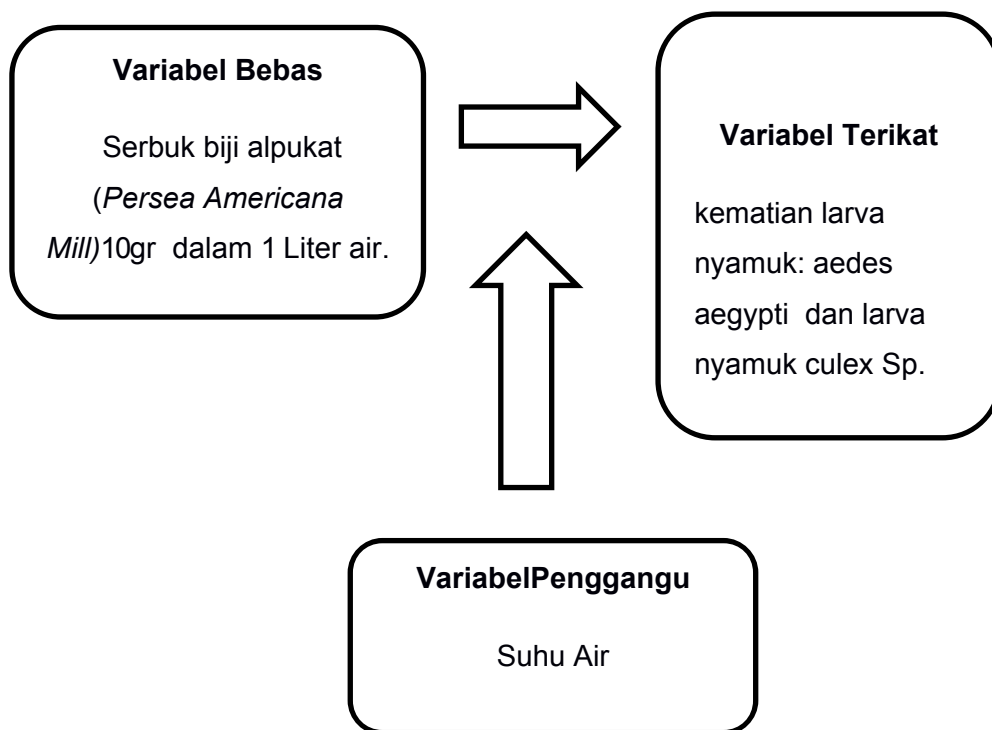 Variabel Bebas
Serbuk biji alpukat
(Persea Americana
Mill)10gr dalam 1 Liter air.
Variabel Terikat
kematian larva
nyamuk: aedes
aegypti dan larva
nyamuk culex Sp.
VariabelPenggangu
Suhu Air